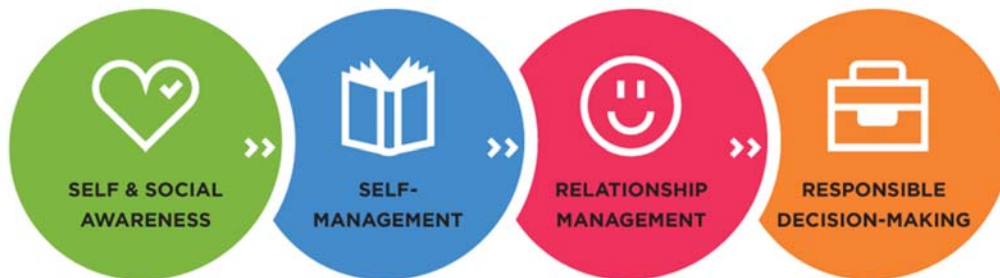 SELF & SOCIAL
AWARENESS
SELF-
MANAGEMENT
RELATIONSHIP
MANAGEMENT
RESPONSIBLE
DECISION-MAKING